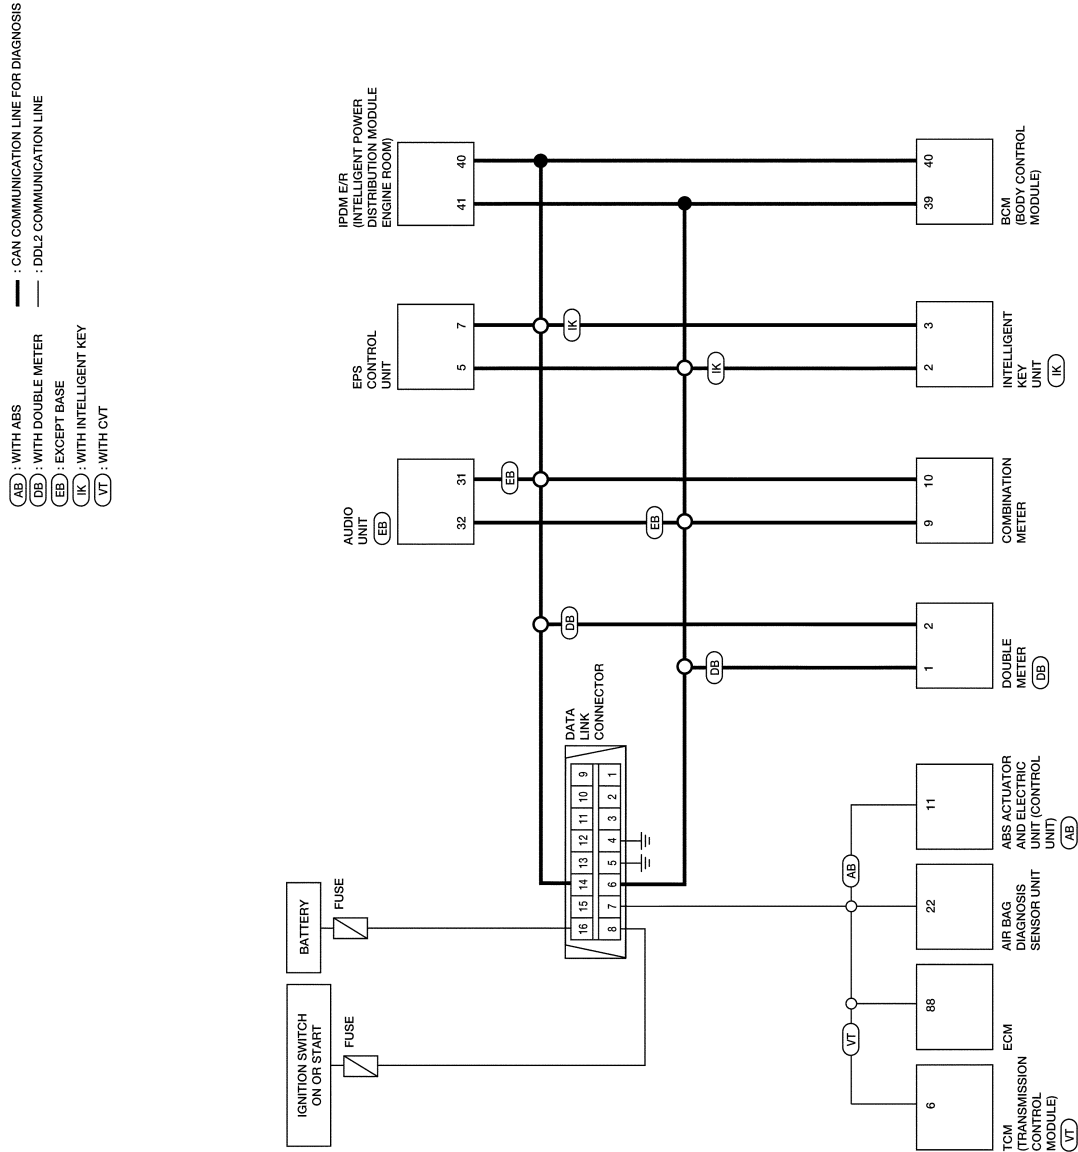 : CAN COMMUNICATION LINE FOR DIAGNOSIS
: DDL2 COMMUNICATION LINE
AB : WITH ABS
DB : WITH DOUBLE METER
EB : EXCEPT BASE
IK : WITH INTELLIGENT KEY
VT : WITH CVT
IGNITION SWITCH
ON OR START
FUSE
BATTERY
FUSE
AUDIO
UNIT
EB
32
31
EPS
CONTROL
UNIT
5
7
IPDM E/R
(INTELLIGENT POWER
DISTRIBUTION MODULE
ENGINE ROOM)
41
40
EB
EB
IK
IK
DB
DB
DATA
LINK
CONNECTOR
16 15 14 13 12 11 10 9
8 7 6 5 4 3 2 1
VT
AB
6
TCM
(TRANSMISSION
CONTROL
MODULE)
VT
88
ECM
22
AIR BAG
DIAGNOSIS
SENSOR UNIT
11
ABS ACTUATOR
AND ELECTRIC
UNIT (CONTROL
UNIT)
AB
1
2
DOUBLE
METER
DB
9
10
COMBINATION
METER
2
3
INTELLIGENT
KEY
UNIT
IK
39
40
BCM
(BODY CONTROL
MODULE)